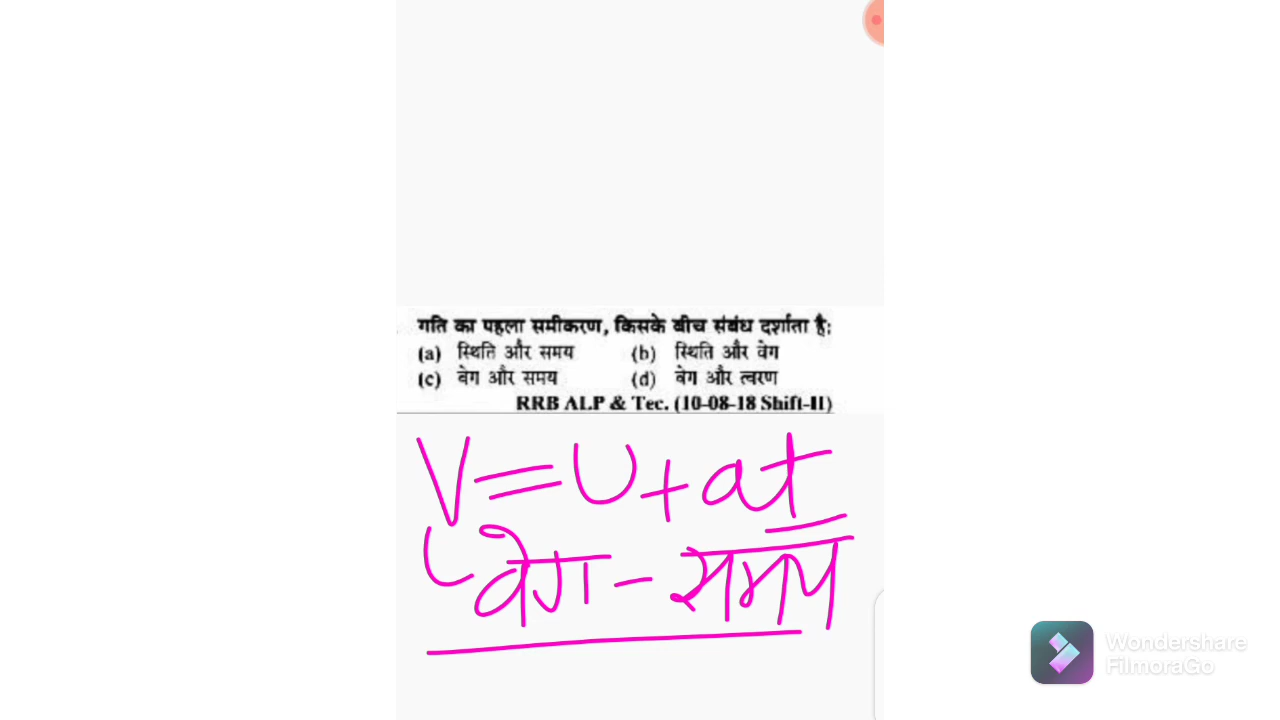 गति का पहला समीकरण, किसके बीच संबंध दर्शाता है:
(a) स्थिति और समय (b) स्थिति और वेग
(c) वेग और समय (d) वेग और त्वरण
RRB ALP & Tec. (10-08-18 Shift-II)
V = U + at
वेग - समय
Wondershare
FilmoraGo